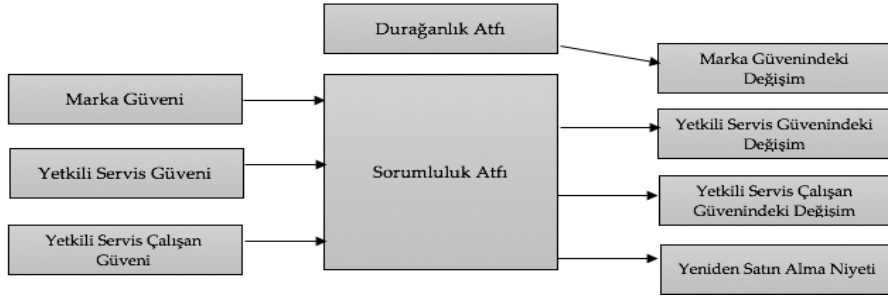 Durağanlık Atfı
Marka Güveni
Yetkili Servis Güveni
Yetkili Servis Çalışan
Güveni
Sorumluluk Atfı
Marka Güvenindeki
Değişim
Yetkili Servis Güvenindeki
Değişim
Yetkili Servis Çalışan
Güvenindeki Değişim
Yeniden Satın Alma Niyeti